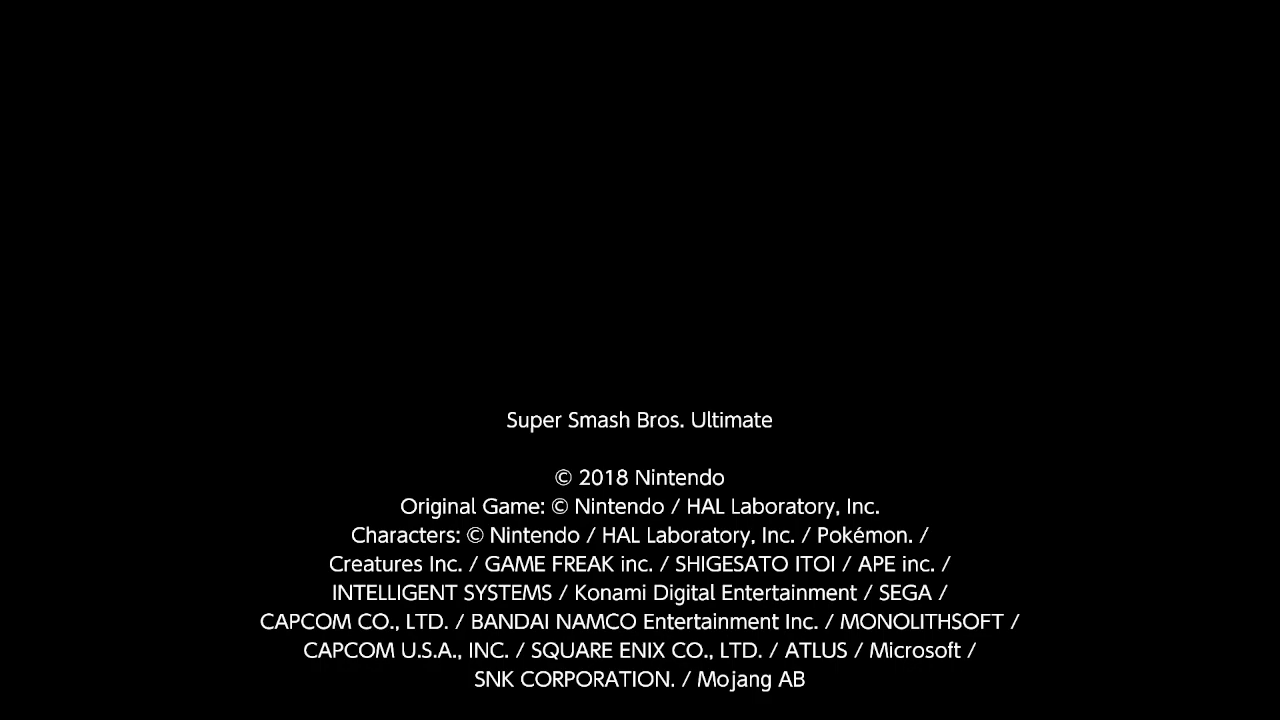 Super Smash Bros. Ultimate
© 2018 Nintendo
Original Game: © Nintendo / HAL Laboratory, Inc.
Characters: © Nintendo / HAL Laboratory, Inc. / Pokémon. /
Creatures Inc. / GAME FREAK inc. / SHIGESATO ITOI / APE inc. /
INTELLIGENT SYSTEMS / Konami Digital Entertainment / SEGA /
CAPCOM CO., LTD. / BANDAI NAMCO Entertainment Inc. / MONOLITHSOFT /
CAPCOM U.S.A., INC. / SQUARE ENIX CO., LTD. / ATLUS / Microsoft /
SNK CORPORATION. / Mojang AB